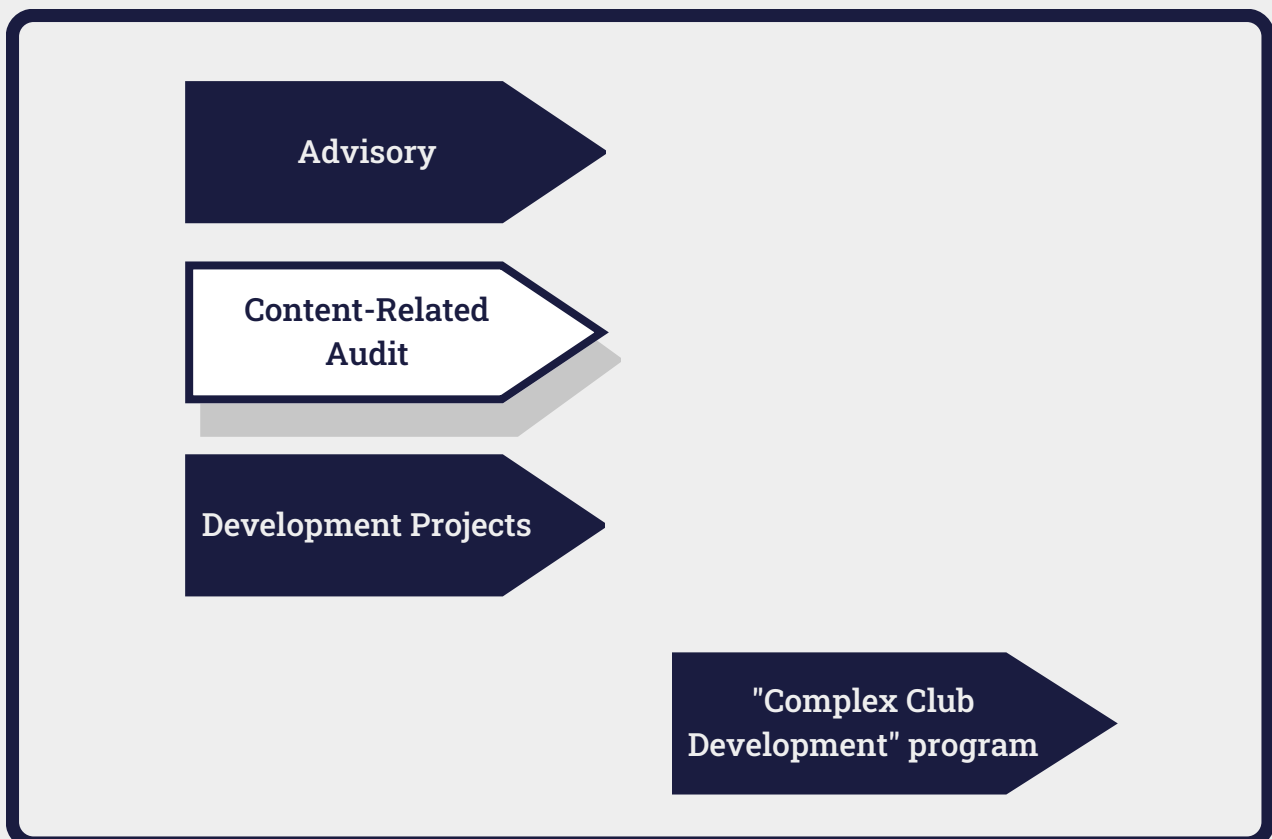 Advisory
Content-Related
Audit
Development Projects
"Complex Club
Development" program